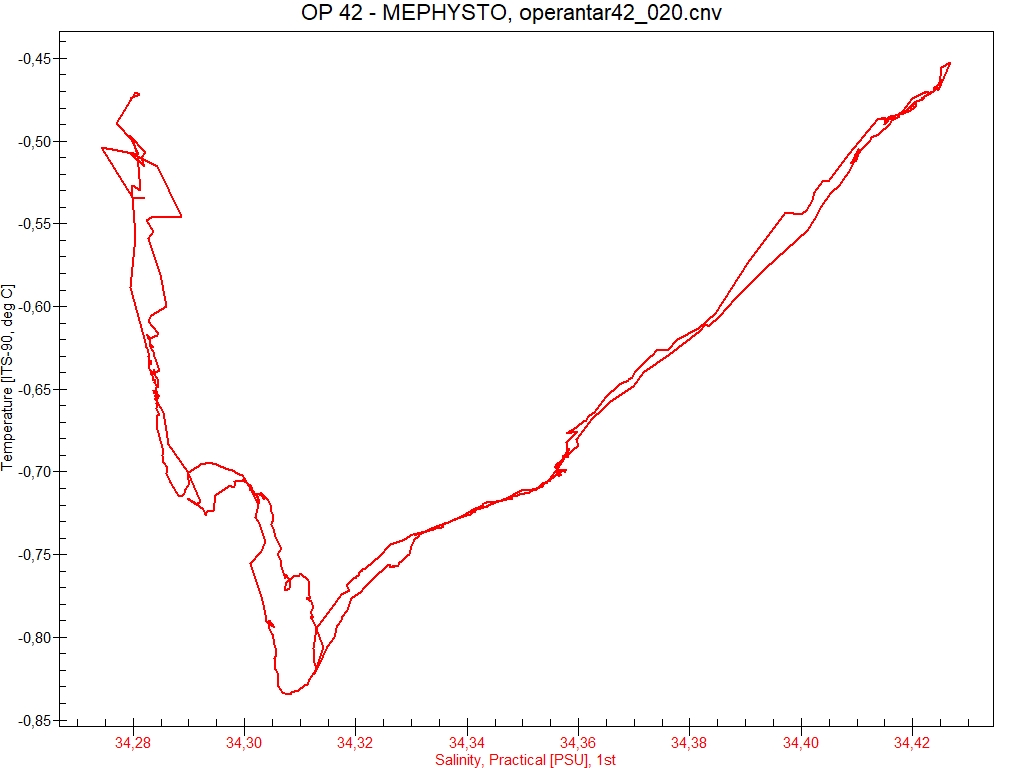 OP 42 - MEPHYSTO, operantar42_020.cnv
-0,45
-0,50
-0,55
-0,60
-0,65
-0,70
-0,75
-0,80
-0,85
Temperature [ITS-90, deg C]
34,28 34,30 34,32 34,34 34,36 34,38 34,40 34,42
Salinity, Practical [PSU], 1st